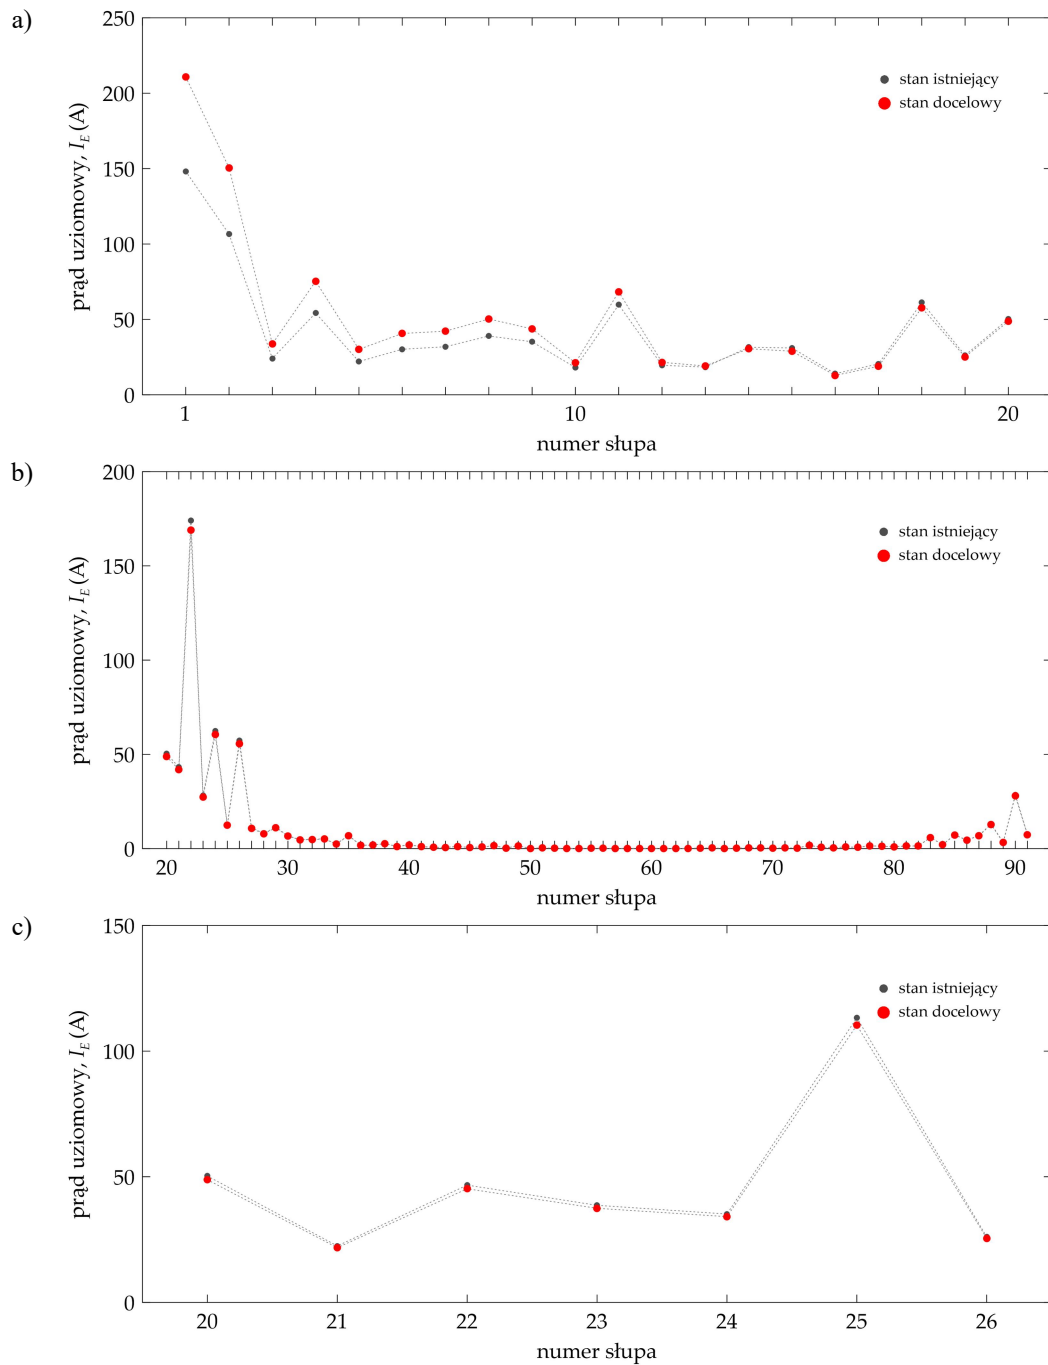 a)
250
200
150
100
50
0
prąd uziomowy, I_E (A)
stan istniejący
stan docelowy
1 10 20
numer słupa
b)
200
150
100
50
0
prąd uziomowy, I_E (A)
stan istniejący
stan docelowy
20 30 40 50 60 70 80 90
numer słupa
c)
150
100
50
0
prąd uziomowy, I_E (A)
stan istniejący
stan docelowy
20 21 22 23 24 25 26
numer słupa